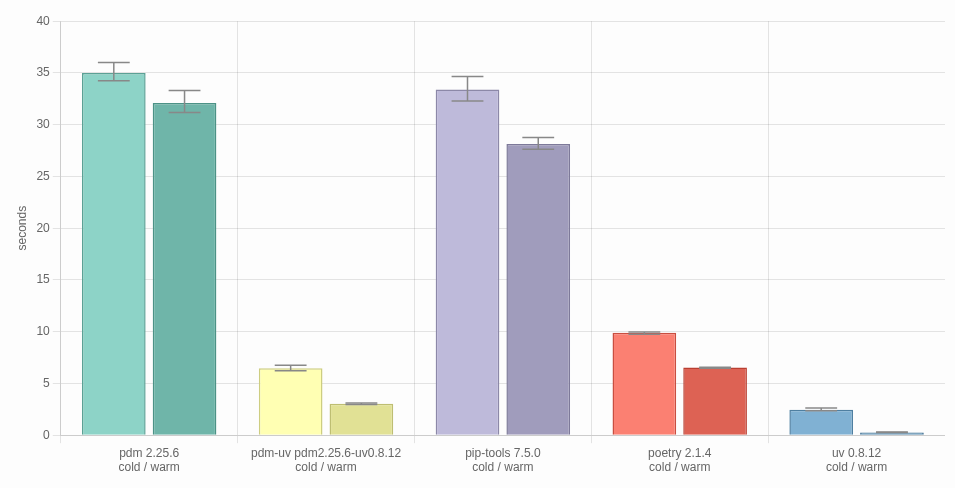 40
35
30
25
20
15
10
5
0
seconds
pdm 2.25.6
cold / warm
pdm-uv pdm2.25.6-uv0.8.12
cold / warm
pip-tools 7.5.0
cold / warm
poetry 2.1.4
cold / warm
uv 0.8.12
cold / warm